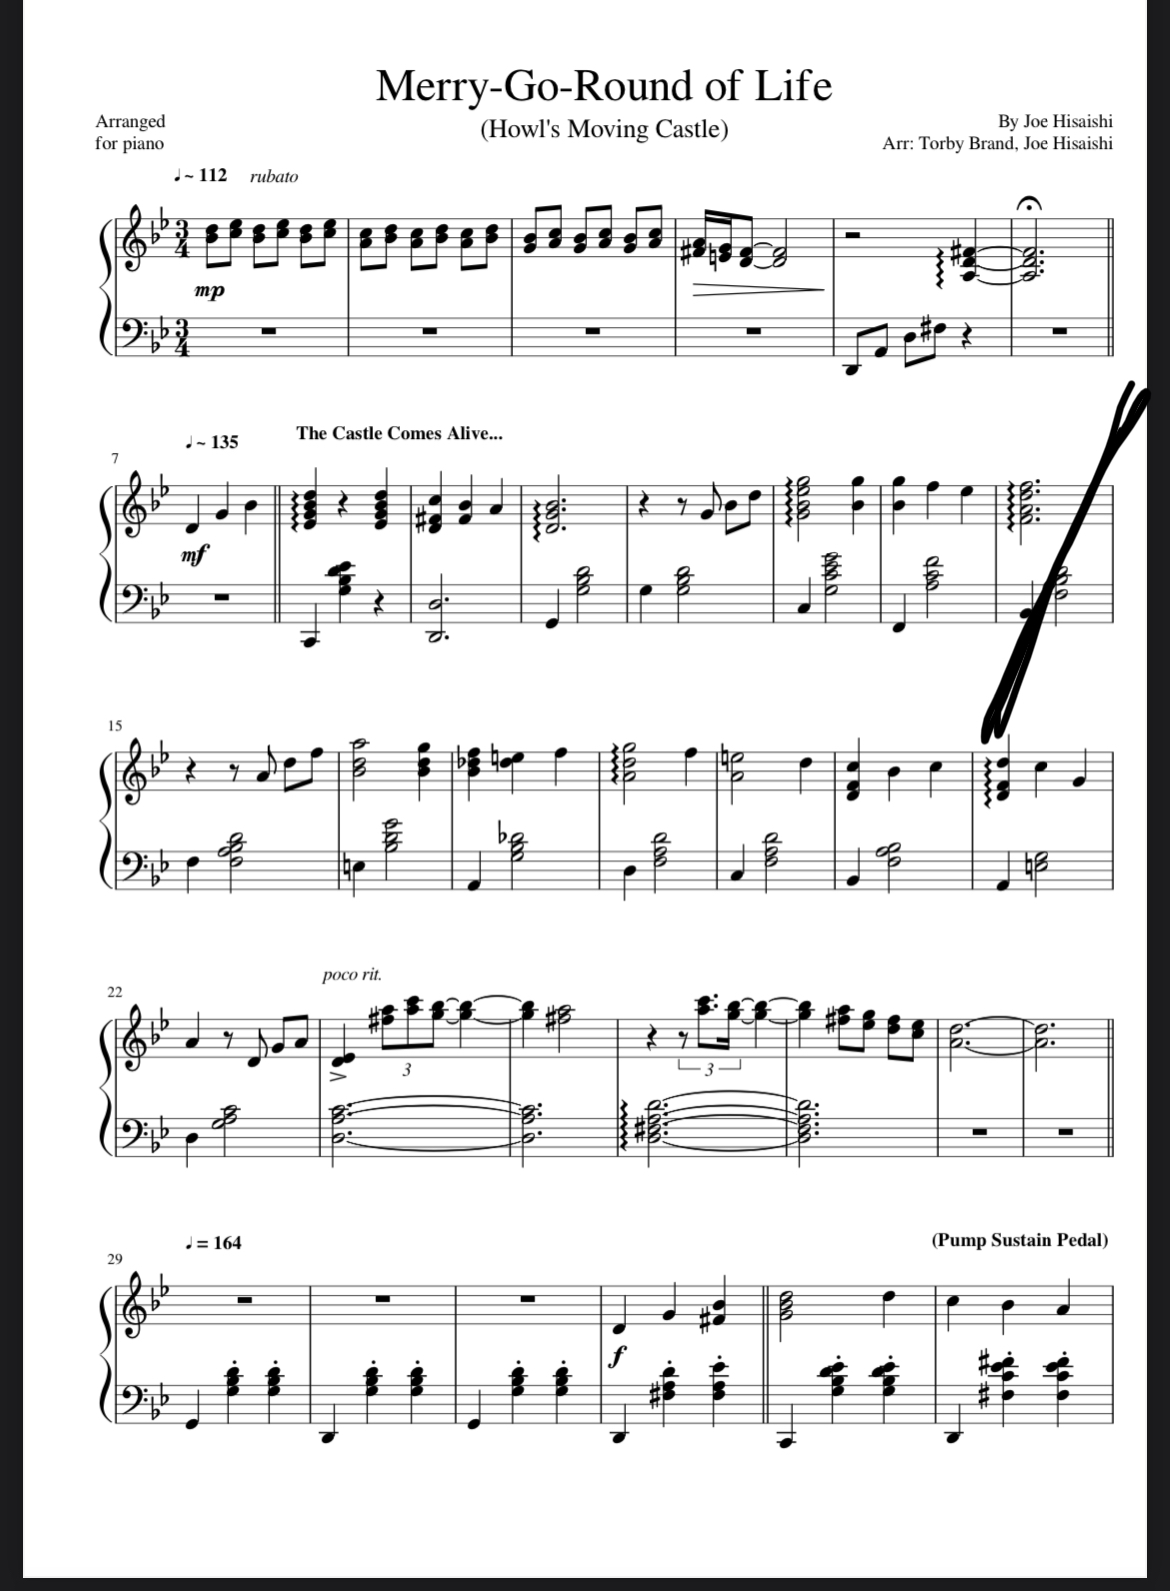 Merry-Go-Round of Life
(Howl's Moving Castle)
Arranged
for piano
By Joe Hisaishi
Arr: Torby Brand, Joe Hisaishi
♩ ~ 112 rubato
3
4
mp
3
4
7
♩ ~ 135
The Castle Comes Alive...
mf
15
22
poco rit.
3
3
29
♩ = 164
(Pump Sustain Pedal)
f